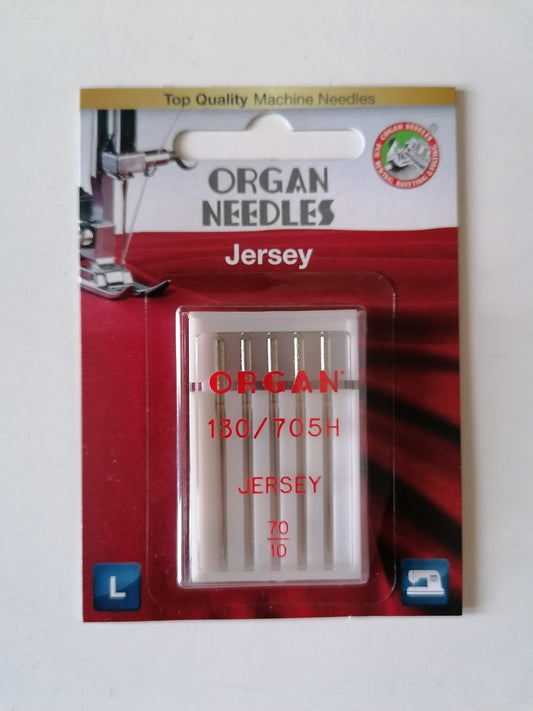 Top Quality Machine Needles
ORGAN
NEEDLES
Jersey
ORGAN
130/705H
JERSEY
70
10
L